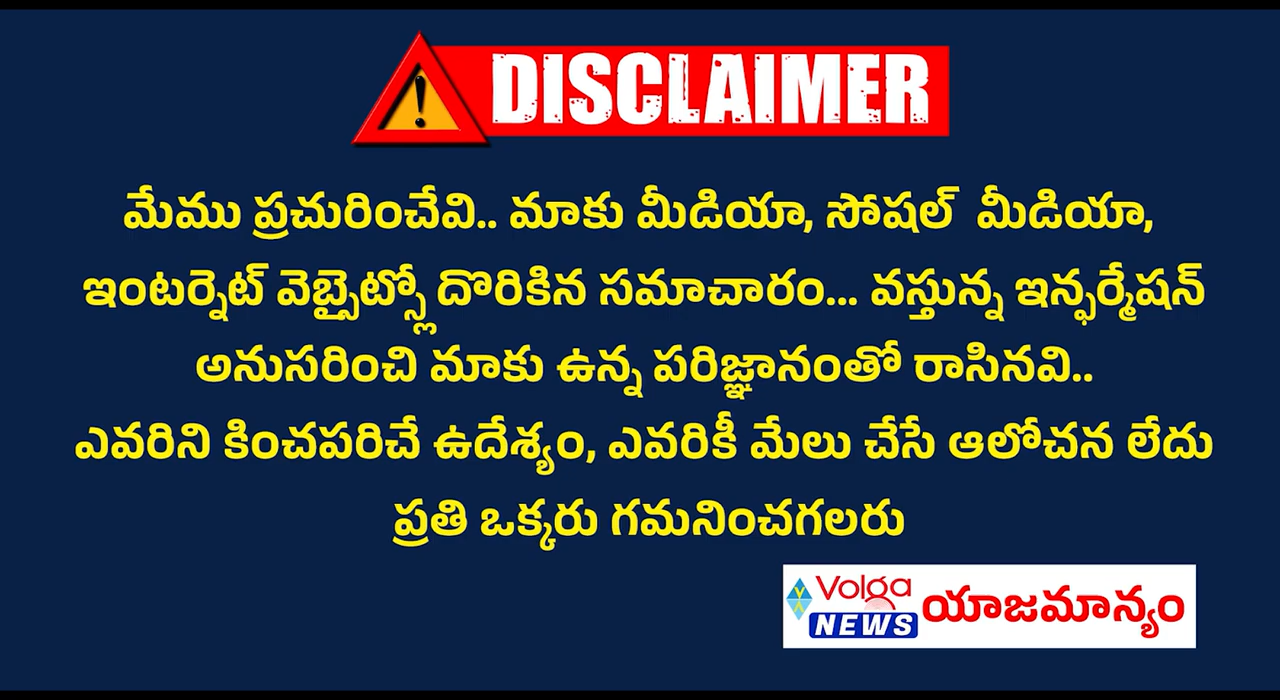 DISCLAIMER
మేము ప్రచురించేవి.. మాకు మీడియా, సోషల్ మీడియా,
ఇంటర్నెట్ వెబ్సైట్స్లో దొరికిన సమాచారం... వస్తున్న ఇన్ఫర్మేషన్
అనుసరించి మాకు ఉన్న పరిజ్ఞానంతో రాసినవి..
ఎవరిని కించపరిచే ఉదేశ్యం, ఎవరికీ మేలు చేసే ఆలోచన లేదు
ప్రతి ఒక్కరు గమనించగలరు
Volga
NEWS యాజమాన్యం